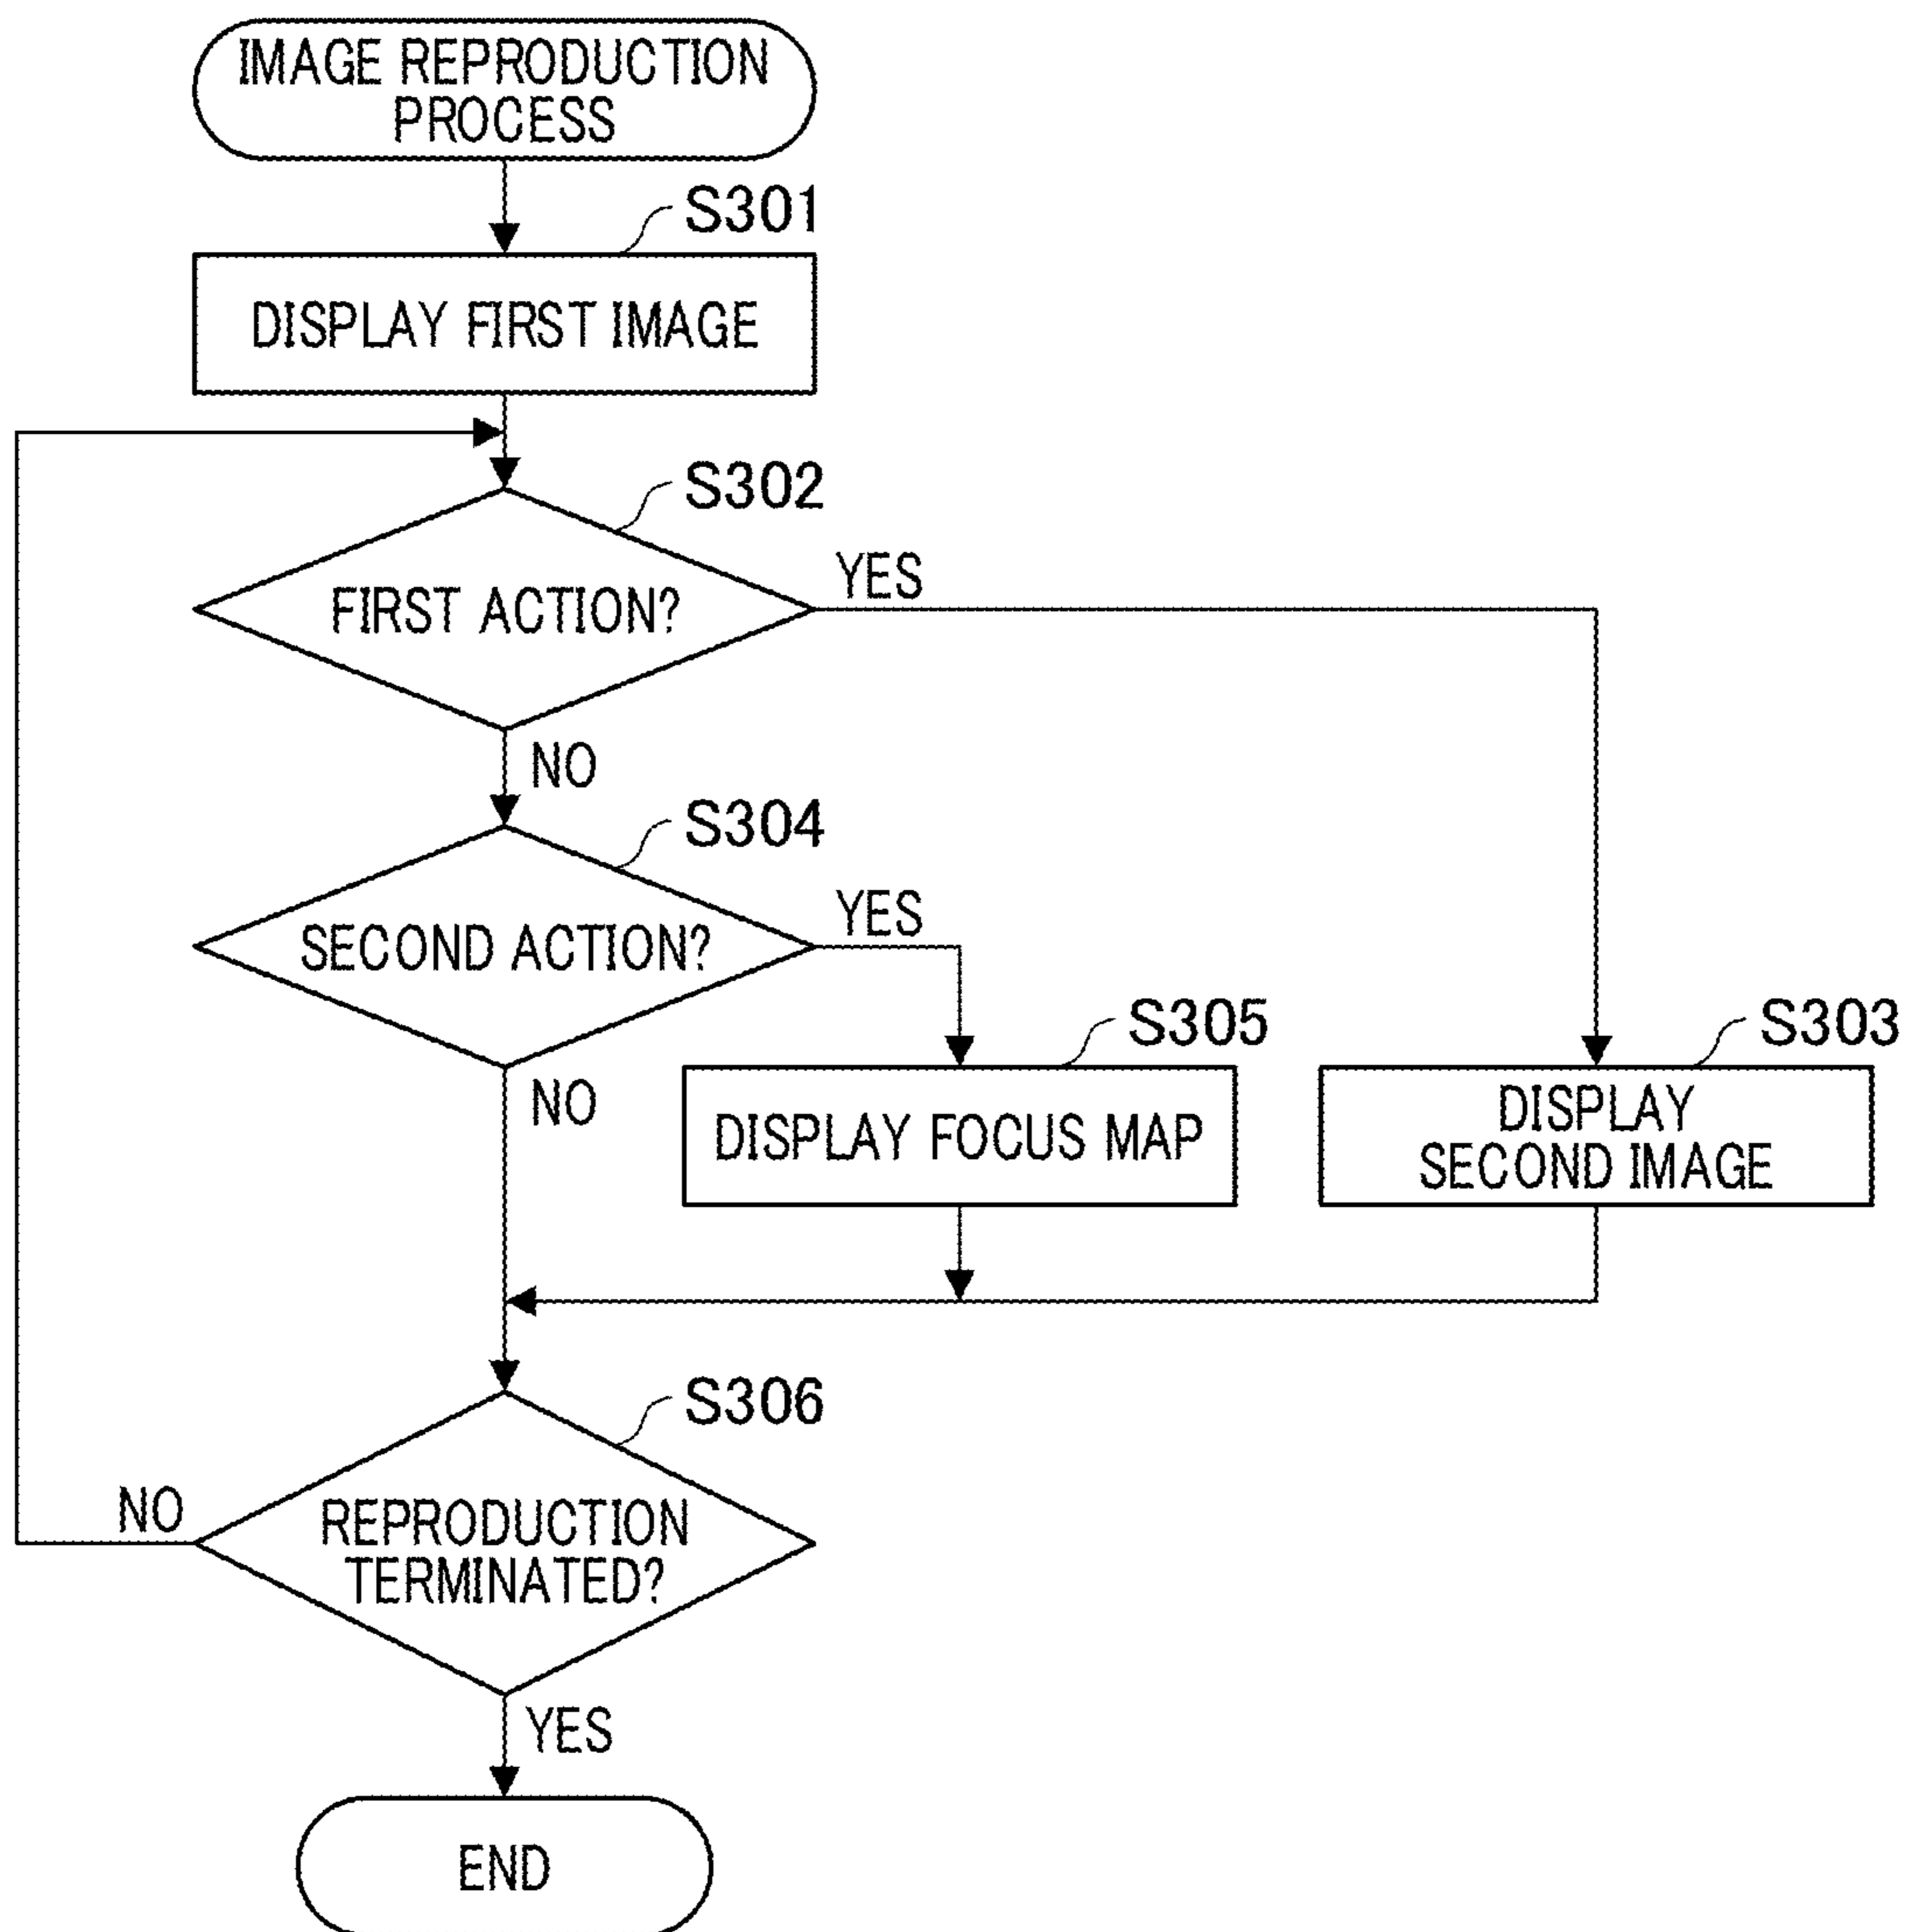 IMAGE REPRODUCTION
PROCESS
S301
DISPLAY FIRST IMAGE
S302
FIRST ACTION?
YES
NO
S304
SECOND ACTION?
YES
NO
S305
DISPLAY FOCUS MAP
S303
DISPLAY
SECOND IMAGE
S306
REPRODUCTION
TERMINATED?
NO
YES
END